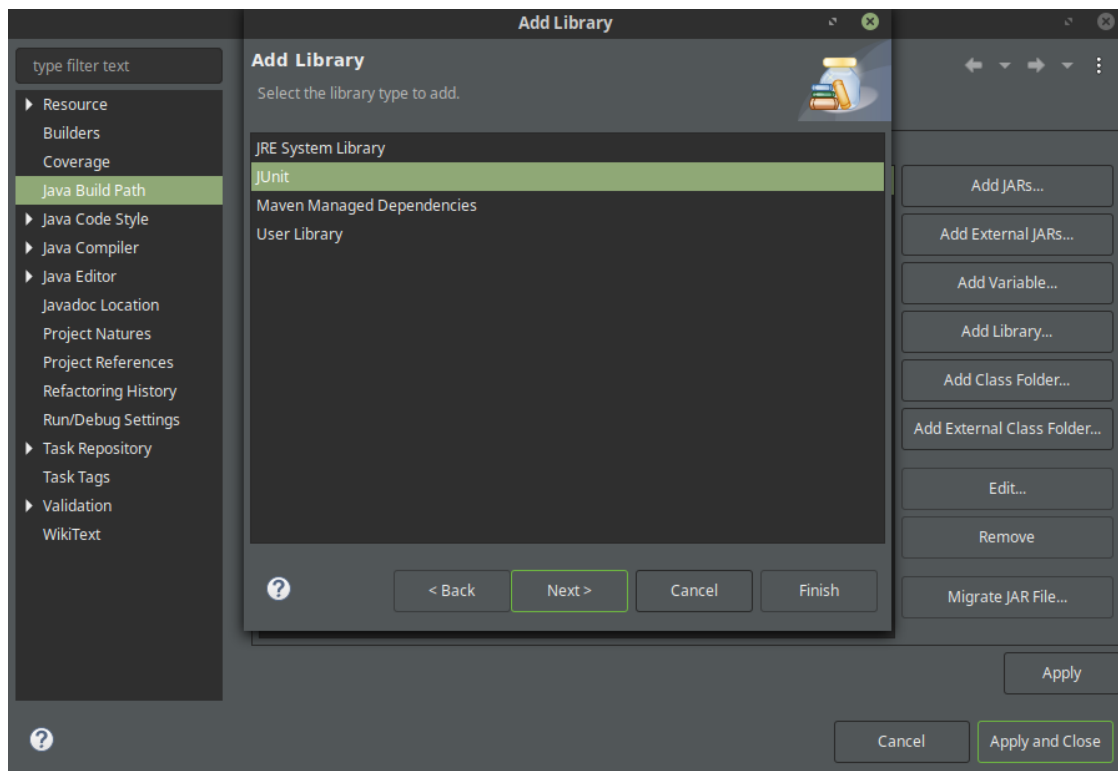 Add Library
type filter text
Resource
Builders
Coverage
Java Build Path
Java Code Style
Java Compiler
Java Editor
Javadoc Location
Project Natures
Project References
Refactoring History
Run/Debug Settings
Task Repository
Task Tags
Validation
WikiText
Add Library
Select the library type to add.
JRE System Library
JUnit
Maven Managed Dependencies
User Library
< Back
Next >
Cancel
Finish
Add JARs...
Add External JARs...
Add Variable...
Add Library...
Add Class Folder...
Add External Class Folder...
Edit...
Remove
Migrate JAR File...
Apply
Cancel
Apply and Close